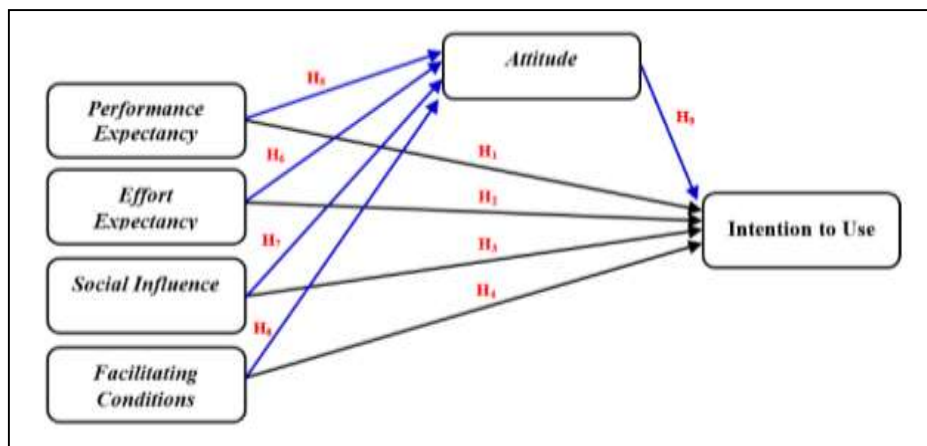 Attitude
H₅
Performance
Expectancy
H₉
H₆
H₁
Effort
Expectancy
H₂
Intention to Use
H₇
H₃
Social Influence
H₄
H₈
Facilitating
Conditions